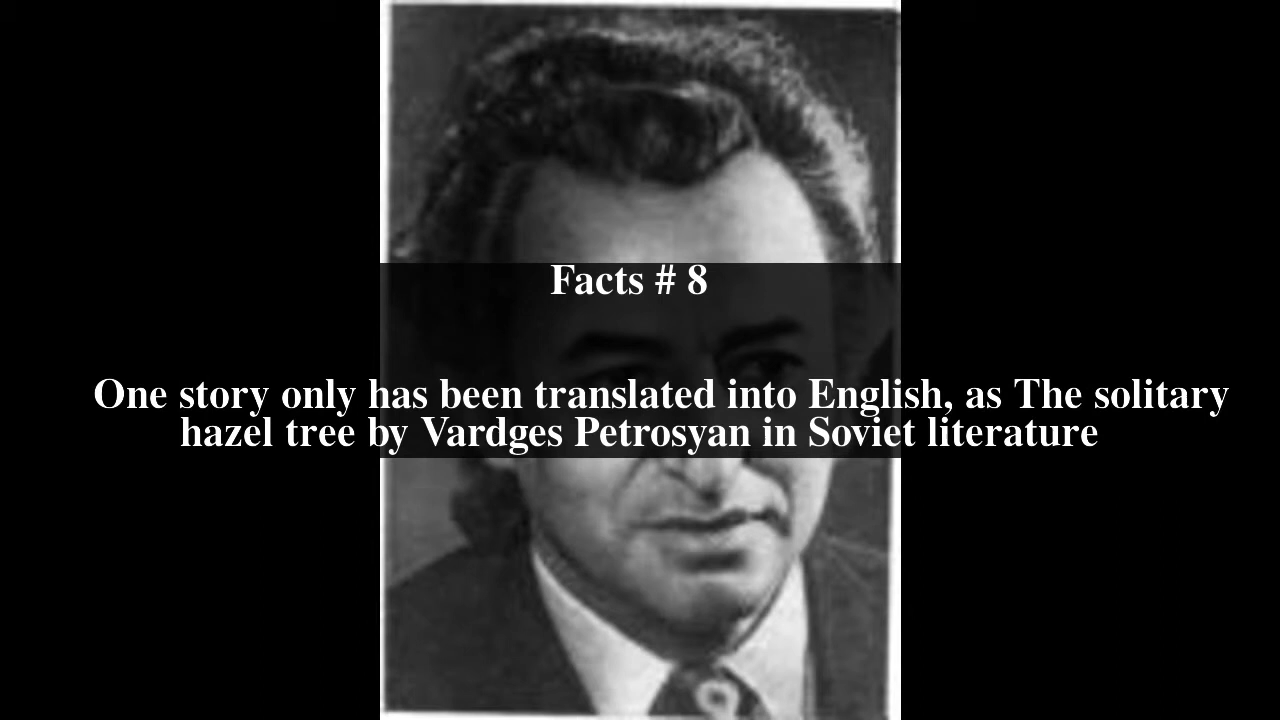 Facts # 8
One story only has been translated into English, as The solitary
hazel tree by Vardges Petrosyan in Soviet literature